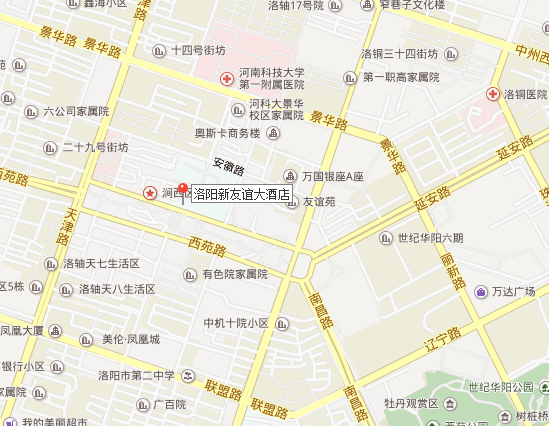 鑫海小区
洛轴17号院
窄巷子文化楼
景华路
景华路
十四号街坊
洛铜三十四街坊
中州西
河南科技大学
第一附属医院
第一职高家属院
洛铜医院
六公司家属院
河科大景华
校区家属院
景华路
奥斯卡商务楼
二十九号街坊
安徽路
景华路
延安路
万国银座A座
苑路
涧西
洛阳新友谊大酒店
友谊苑
延安路
天津路
西苑路
世纪华阳六期
洛轴天七生活区
有色院家属院
丽新路
区5栋
洛轴天八生活区
南昌路
万达广场
凤凰大厦
美伦·凤凰城
中机十院小区
辽宁路
银行小区
洛阳市第二中学
联盟路
世纪华阳公园
家属院
广百院
联盟路
南昌路
牡丹观赏区
树桩桥
我的美丽超市